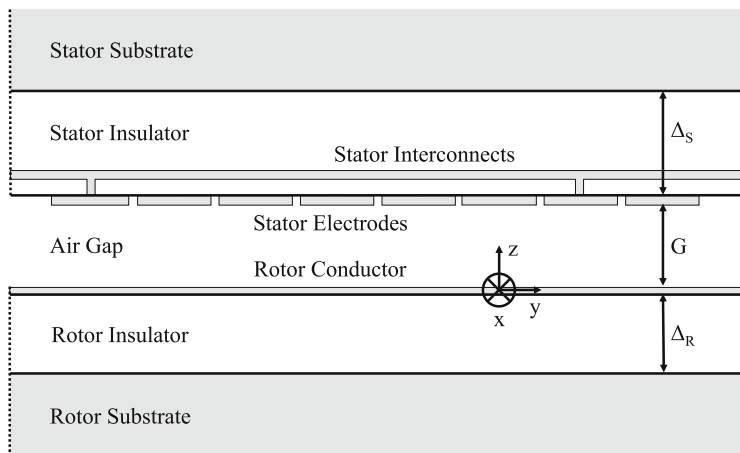 Stator Substrate
Stator Insulator
Δ_S
Stator Interconnects
Stator Electrodes
Air Gap
G
z
Rotor Conductor
x
y
Rotor Insulator
Δ_R
Rotor Substrate